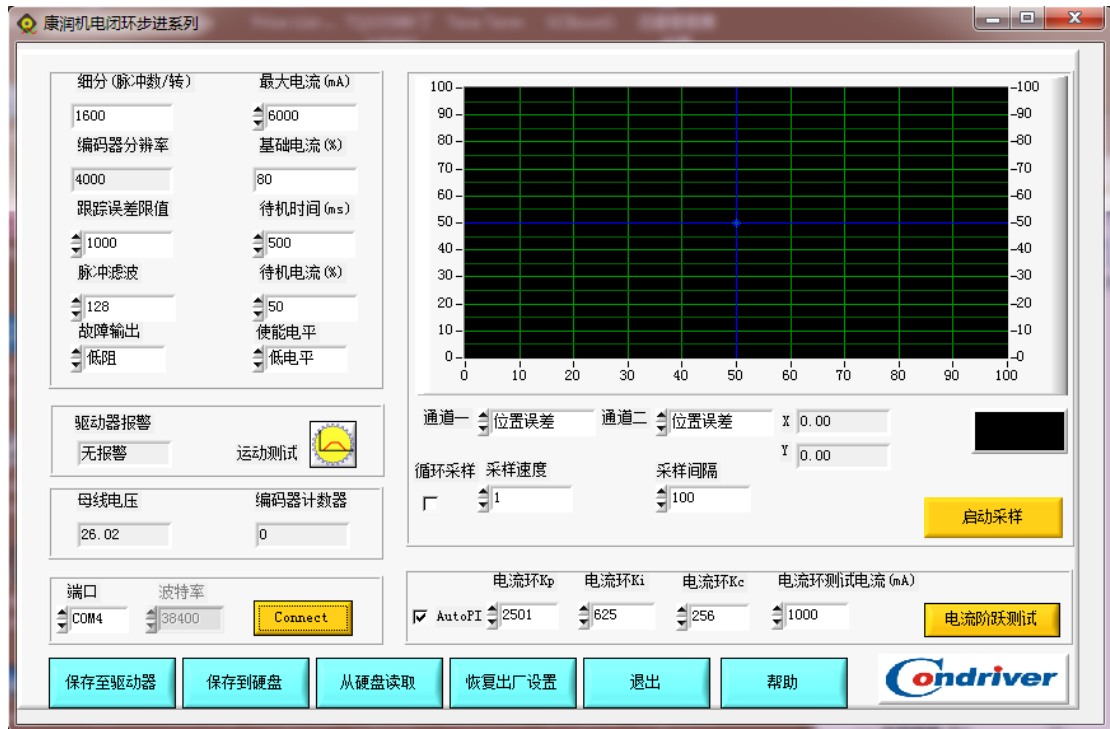 康润机电闭环步进系列
细分(脉冲数/转) 最大电流(mA)
1600 6000
编码器分辨率 基础电流(%)
4000 80
跟踪误差限值 待机时间(ms)
1000 500
脉冲滤波 待机电流(%)
128 50
故障输出 使能电平
低阻 低电平
驱动器报警
无报警 运动测试
母线电压 编码器计数器
26.02 0
端口 波特率
COM4 38400 Connect
100 100
90 90
80 80
70 70
60 60
50 50
40 40
30 30
20 20
10 10
0 0
0 10 20 30 40 50 60 70 80 90 100
通道一 位置误差 通道二 位置误差 X 0.00
Y 0.00
循环采样 采样速度 采样间隔
1 100
启动采样
电流环Kp 电流环Ki 电流环Kc 电流环测试电流(mA)
AutoPI 2501 625 256 1000 电流阶跃测试
保存至驱动器 保存到硬盘 从硬盘读取 恢复出厂设置 退出 帮助 Condriver